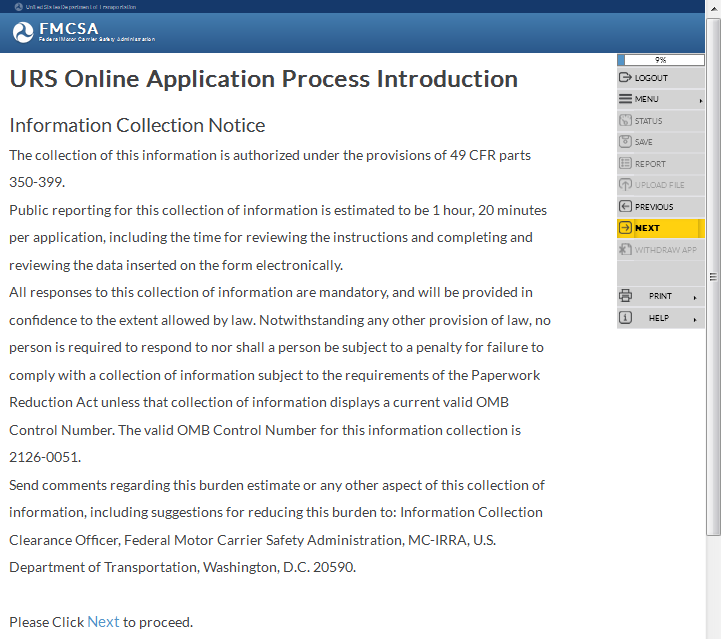 United States Department of Transportation
FMCSA
Federal Motor Carrier Safety Administration
URS Online Application Process Introduction
Information Collection Notice
The collection of this information is authorized under the provisions of 49 CFR parts
350-399.
Public reporting for this collection of information is estimated to be 1 hour, 20 minutes
per application, including the time for reviewing the instructions and completing and
reviewing the data inserted on the form electronically.
All responses to this collection of information are mandatory, and will be provided in
confidence to the extent allowed by law. Notwithstanding any other provision of law, no
person is required to respond to nor shall a person be subject to a penalty for failure to
comply with a collection of information subject to the requirements of the Paperwork
Reduction Act unless that collection of information displays a current valid OMB
Control Number. The valid OMB Control Number for this information collection is
2126-0051.
Send comments regarding this burden estimate or any other aspect of this collection of
information, including suggestions for reducing this burden to: Information Collection
Clearance Officer, Federal Motor Carrier Safety Administration, MC-IRRA, U.S.
Department of Transportation, Washington, D.C. 20590.
Please Click Next to proceed.
9%
LOGOUT
MENU
STATUS
SAVE
REPORT
UPLOAD FILE
PREVIOUS
NEXT
WITHDRAW APP
PRINT
HELP